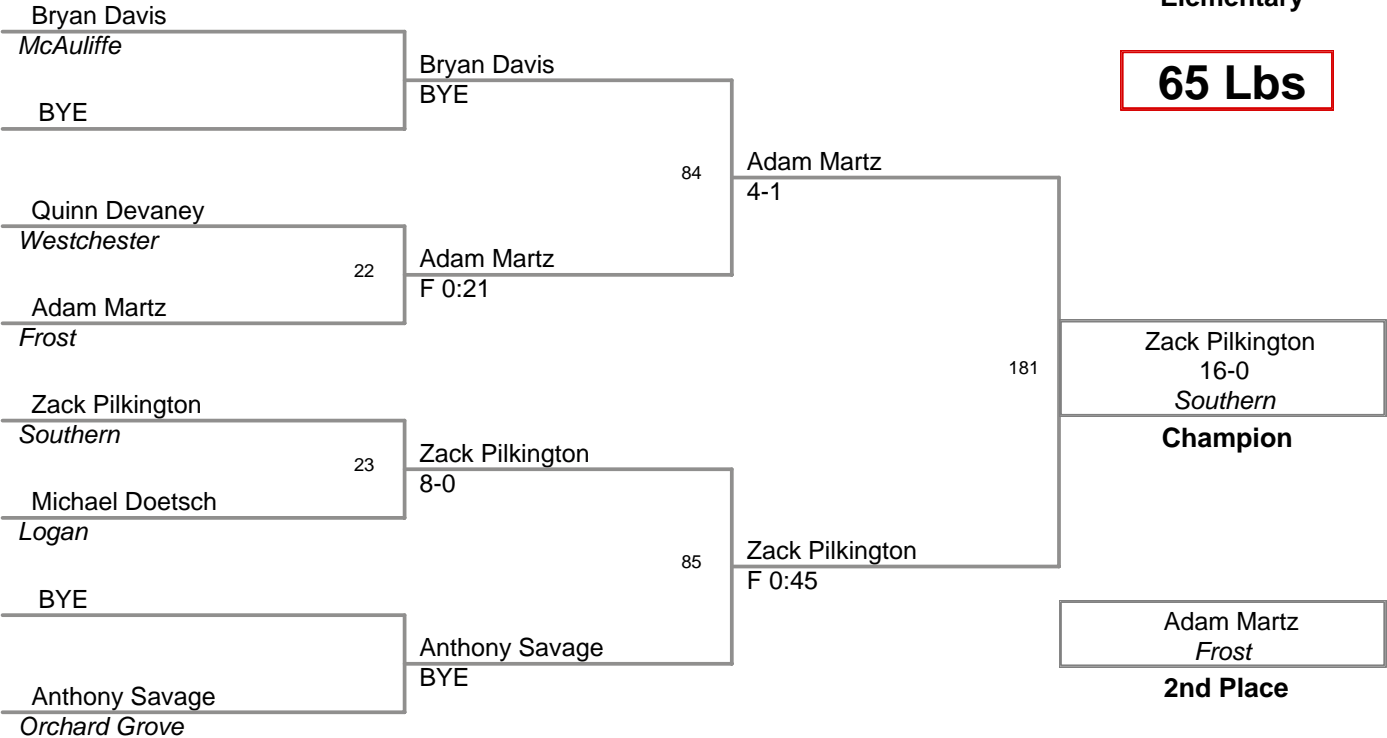 Elementary
65 Lbs
Bryan Davis
McAuliffe
BYE
Bryan Davis
BYE
Quinn Devaney
Westchester
22
Adam Martz
Frost
Adam Martz
F 0:21
84
Adam Martz
4-1
Zack Pilkington
Southern
23
Michael Doetsch
Logan
Zack Pilkington
8-0
BYE
Anthony Savage
Orchard Grove
Anthony Savage
BYE
85
Zack Pilkington
F 0:45
181
Zack Pilkington
16-0
Southern
Champion
Adam Martz
Frost
2nd Place